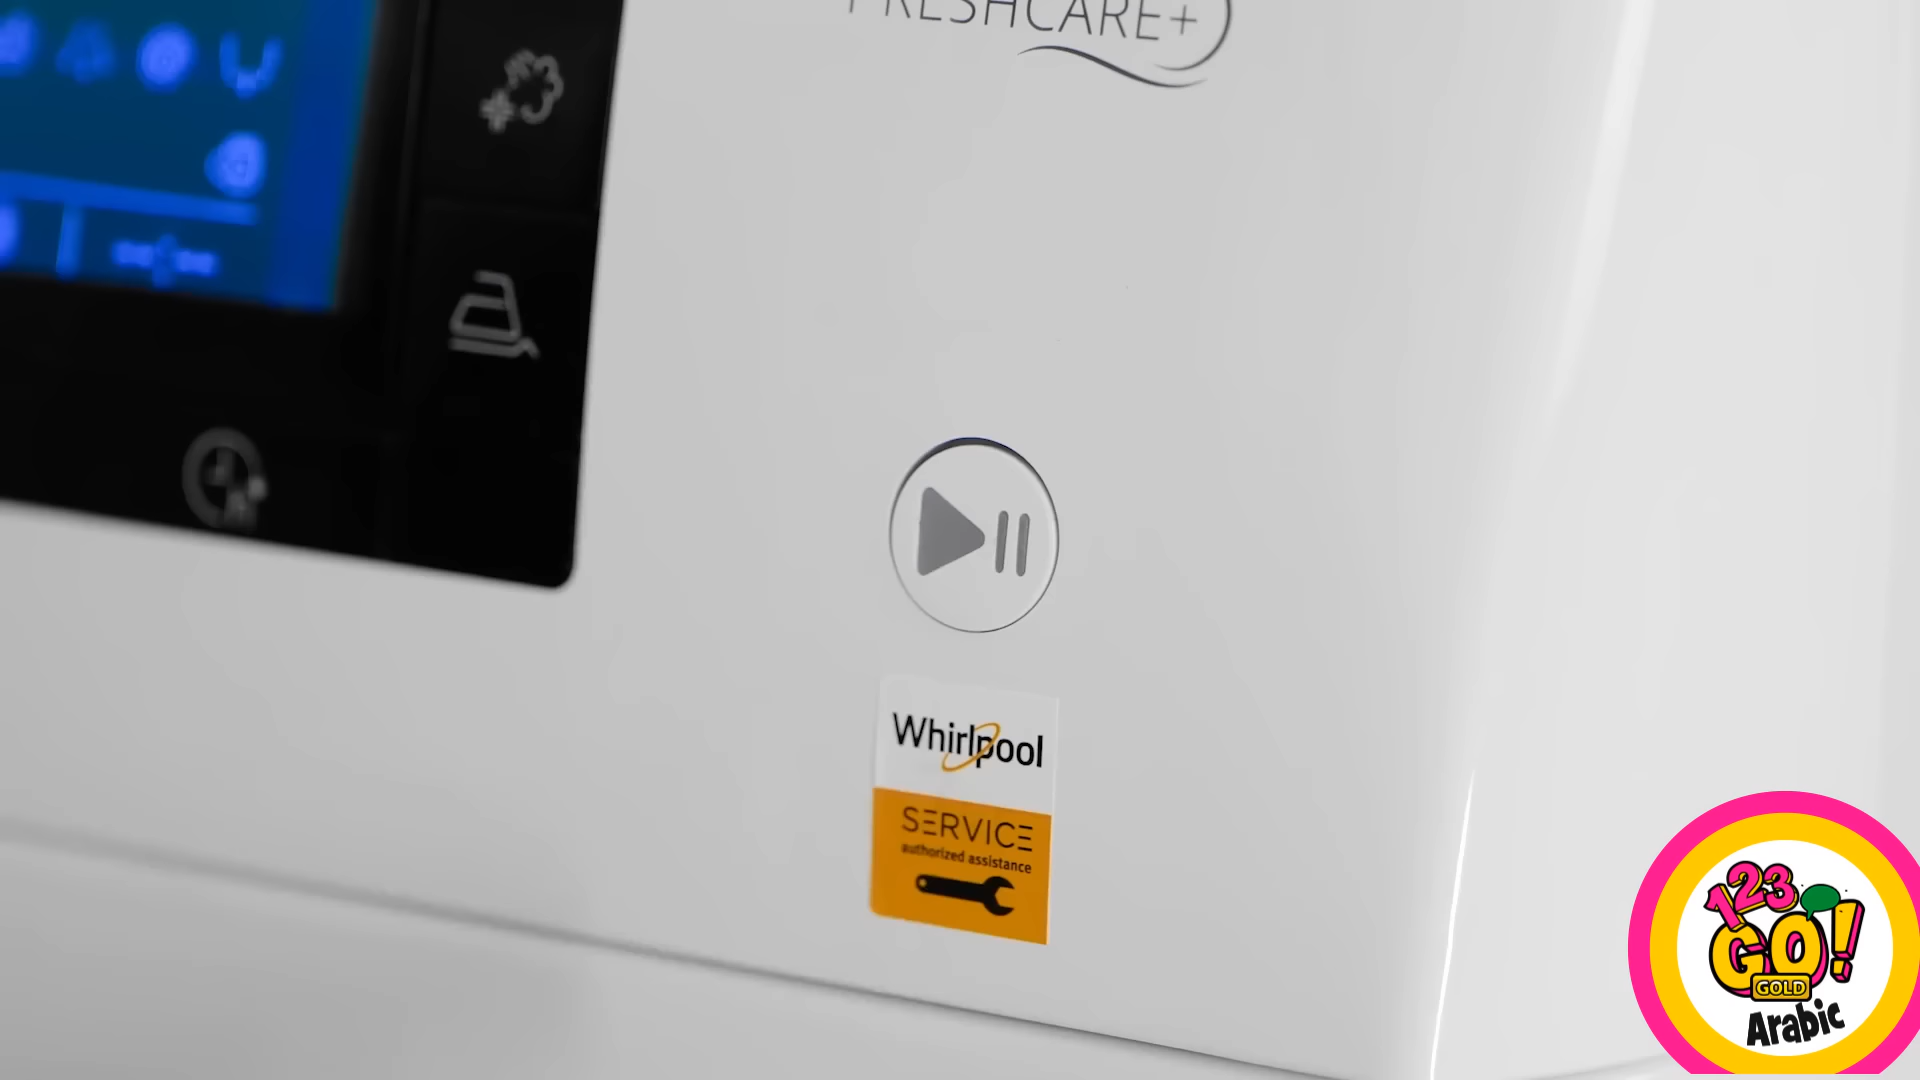 FRESHCARE+
Whirlpool
SERVICE
authorized assistance
123
GO!
GOLD
Arabic